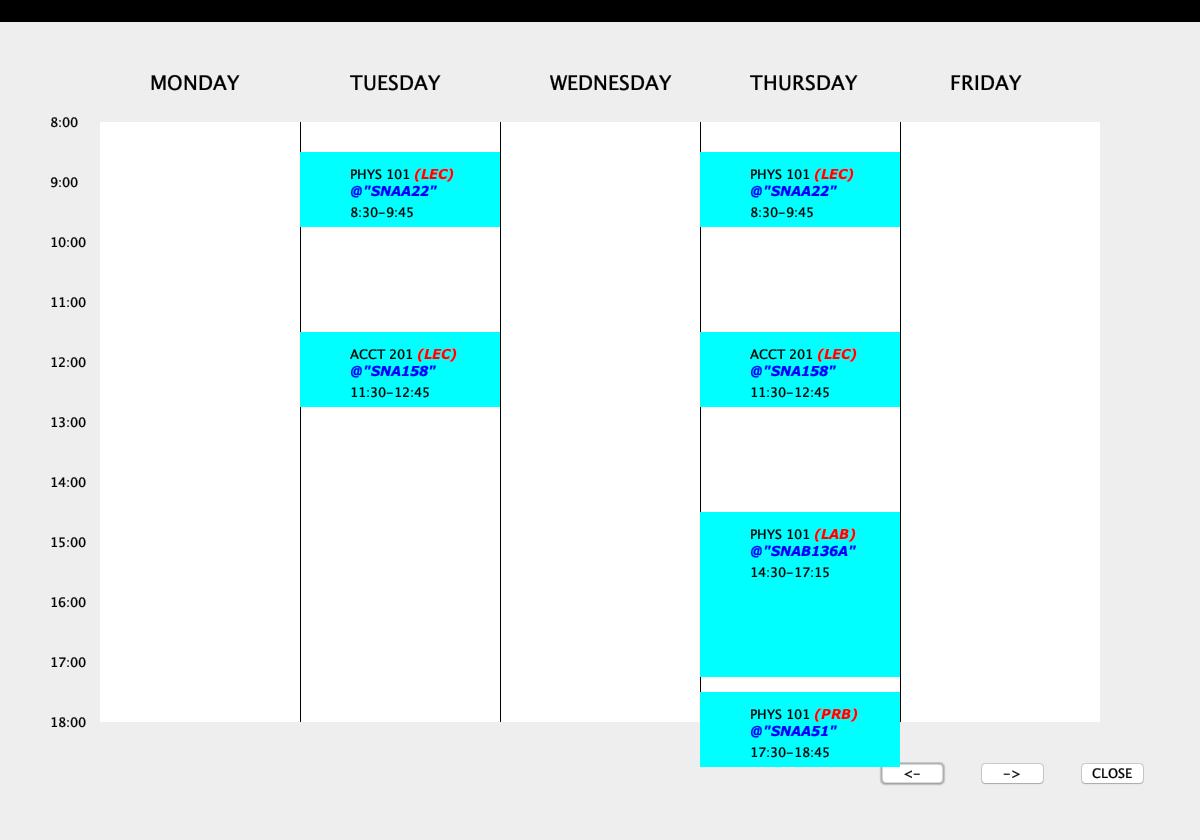 MONDAY TUESDAY WEDNESDAY THURSDAY FRIDAY
8:00
PHYS 101 (LEC) PHYS 101 (LEC)
9:00 @"SNAA22" @"SNAA22"
8:30-9:45 8:30-9:45
10:00
11:00
ACCT 201 (LEC) ACCT 201 (LEC)
12:00 @"SNA158" @"SNA158"
11:30-12:45 11:30-12:45
13:00
14:00
PHYS 101 (LAB)
15:00 @"SNAB136A"
14:30-17:15
16:00
17:00
PHYS 101 (PRB)
18:00 @"SNAA51"
17:30-18:45
<- -> CLOSE